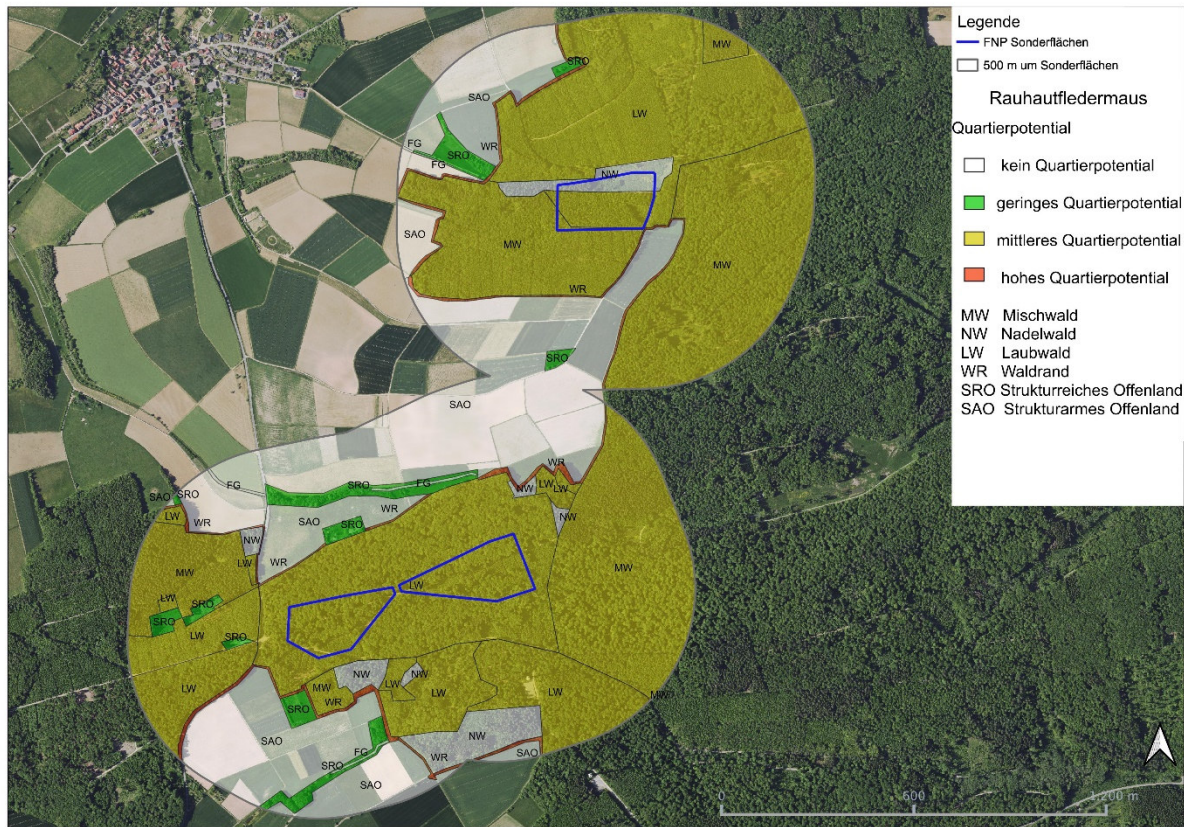 Legende
FNP Sonderflächen
500 m um Sonderflächen
Rauhautfledermaus
Quartierpotential
kein Quartierpotential
geringes Quartierpotential
mittleres Quartierpotential
hohes Quartierpotential
MW Mischwald
NW Nadelwald
LW Laubwald
WR Waldrand
SRO Strukturreiches Offenland
SAO Strukturarmes Offenland
MW
SRO
SAO
LW
FG
WR
SRO
FG
NW
SAO
MW
MW
WR
SRO
SAO
WR
NW
LW
LW
SAO
SRO
FG
SRO
FG
LW
WR
SAO
SRO
WR
NW
NW
LW
WR
MW
MW
LW
LW
SRO
SRO
LW
SRO
LW
MW
WR
NW
LW
NW
LW
LW
MW
SRO
SAO
FG
SRO
SAO
WR
NW
SAO
0 600 1.200 m